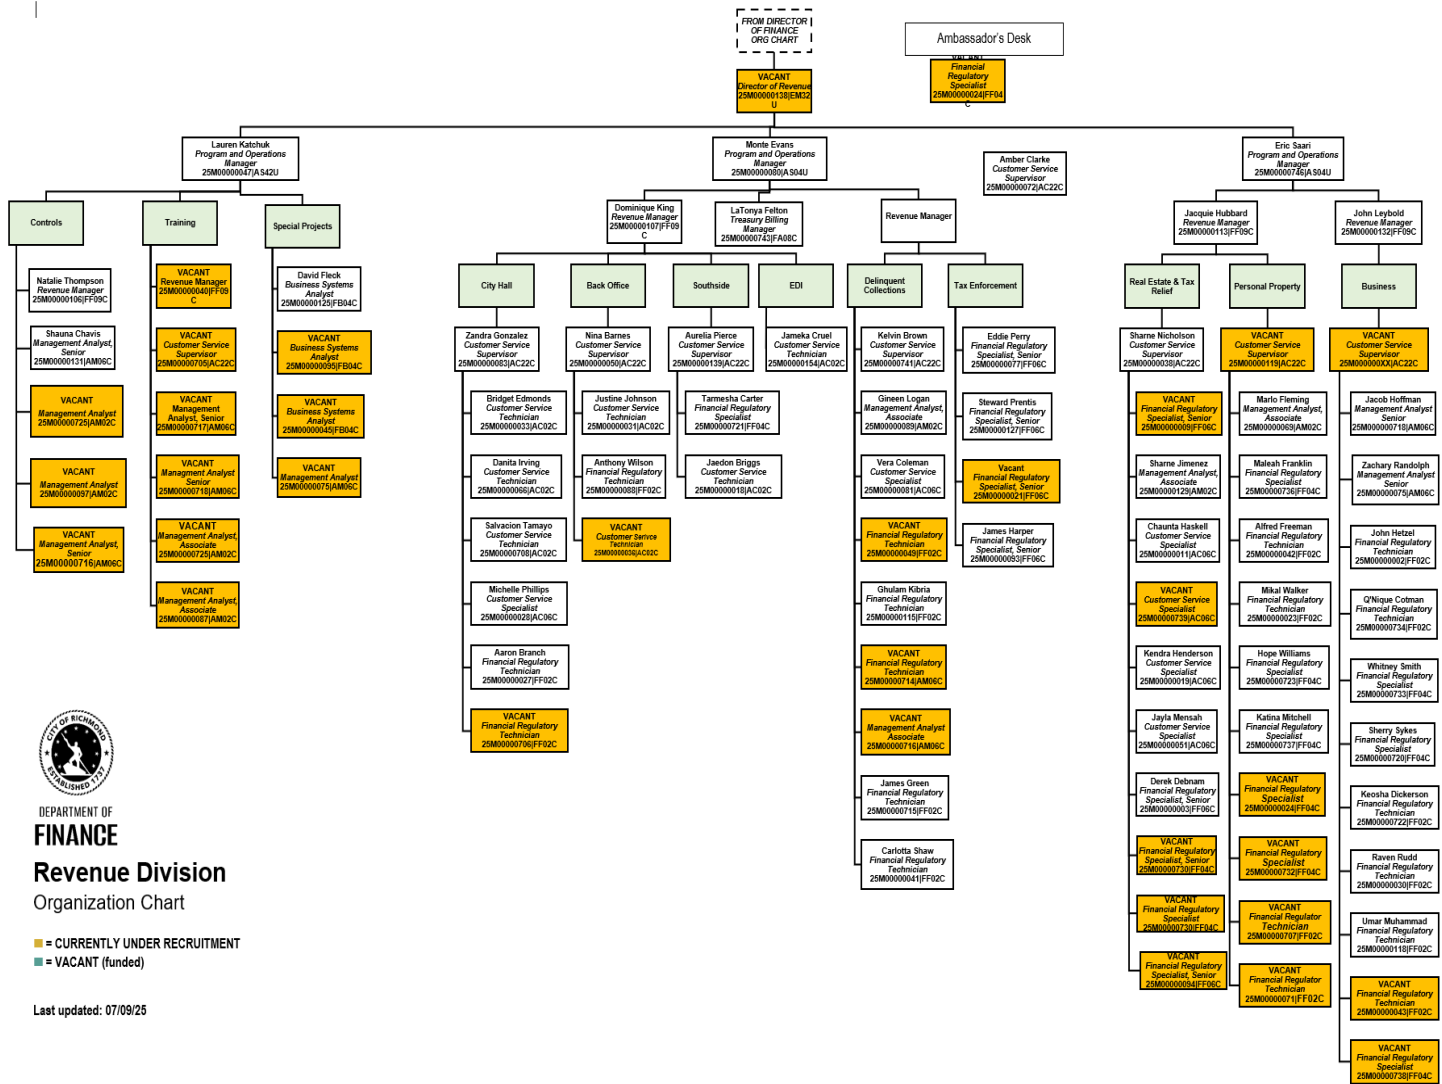 FROM DIRECTOR
OF FINANCE
ORG CHART
Ambassador's Desk
VACANT
Director of Revenue
25M00000138|EM32
U
VACANT
Financial
Regulatory
Specialist
25M00000024|FF04
C
Lauren Katchuk
Program and Operations
Manager
25M00000047|AS42U
Monte Evans
Program and Operations
Manager
25M00000080|AS04U
Amber Clarke
Customer Service
Supervisor
25M00000072|AC22C
Eric Saari
Program and Operations
Manager
25M00000746|AS04U
Controls
Training
Special Projects
Dominique King
Revenue Manager
25M00000107|FF09
C
LaTonya Felton
Treasury Billing
Manager
25M00000743|FA08C
Revenue Manager
Jacquie Hubbard
Revenue Manager
25M00000113|FF09C
John Leybold
Revenue Manager
25M00000132|FF09C
Natalie Thompson
Revenue Manager
25M00000106|FF09C
Shauna Chavis
Management Analyst,
Senior
25M00000131|AM06C
VACANT
Management Analyst
25M00000725|AM02C
VACANT
Management Analyst
25M00000097|AM02C
VACANT
Management Analyst,
Senior
25M00000716|AM06C
VACANT
Revenue Manager
25M00000040|FF09
C
VACANT
Customer Service
Supervisor
25M00000705|AC22C
VACANT
Management
Analyst, Senior
25M00000717|AM06C
VACANT
Managment Analyst
Senior
25M00000718|AM06C
VACANT
Management Analyst,
Associate
25M00000725|AM02C
VACANT
Management Analyst,
Associate
25M00000087|AM02C
David Fleck
Business Systems
Analyst
25M00000125|FB04C
VACANT
Business Systems
Analyst
25M00000095|FB04C
VACANT
Business Systems
Analyst
25M00000045|FB04C
VACANT
Management Analyst
25M00000075|AM06C
City Hall
Back Office
Southside
EDI
Delinquent
Collections
Tax Enforcement
Real Estate & Tax
Relief
Personal Property
Business
Zandra Gonzalez
Customer Service
Supervisor
25M00000083|AC22C
Bridget Edmonds
Customer Service
Technician
25M00000033|AC02C
Danita Irving
Customer Service
Technician
25M00000066|AC02C
Salvacion Tamayo
Customer Service
Technician
25M00000708|AC02C
Michelle Phillips
Customer Service
Specialist
25M00000028|AC06C
Aaron Branch
Financial Regulatory
Technician
25M00000027|FF02C
VACANT
Financial Regulatory
Technician
25M00000706|FF02C
Nina Barnes
Customer Service
Supervisor
25M00000050|AC22C
Justine Johnson
Customer Service
Technician
25M00000031|AC02C
Anthony Wilson
Financial Regulatory
Technician
25M00000088|FF02C
VACANT
Customer Service
Technician
25M00000036|AC02C
Aurelia Pierce
Customer Service
Supervisor
25M00000139|AC22C
Tarmesha Carter
Financial Regulatory
Specialist
25M00000721|FF04C
Jaedon Briggs
Customer Service
Technician
25M00000018|AC02C
Jameka Cruel
Customer Service
Technician
25M00000154|AC02C
Kelvin Brown
Customer Service
Supervisor
25M00000741|AC22C
Gineen Logan
Management Analyst,
Associate
25M00000089|AM02C
Vera Coleman
Customer Service
Specialist
25M00000081|AC06C
VACANT
Financial Regulatory
Technician
25M00000049|FF02C
Ghulam Kibria
Financial Regulatory
Technician
25M00000115|FF02C
VACANT
Financial Regulatory
Technician
25M00000714|AM06C
VACANT
Management Analyst
Associate
25M00000716|AM06C
James Green
Financial Regulatory
Technician
25M00000715|FF02C
Carlotta Shaw
Financial Regulatory
Technician
25M00000041|FF02C
Eddie Perry
Financial Regulatory
Specialist, Senior
25M00000077|FF06C
Steward Prentis
Financial Regulatory
Specialist, Senior
25M00000127|FF06C
Vacant
Financial Regulatory
Specialist, Senior
25M00000021|FF06C
James Harper
Financial Regulatory
Specialist, Senior
25M00000093|FF06C
Sharne Nicholson
Customer Service
Supervisor
25M00000038|AC22C
VACANT
Financial Regulatory
Specialist, Senior
25M00000009|FF06C
Sharne Jimenez
Management Analyst,
Associate
25M00000129|AM02C
Chaunta Haskell
Customer Service
Specialist
25M00000011|AC06C
VACANT
Customer Service
Specialist
25M00000739|AC06C
Kendra Henderson
Customer Service
Specialist
25M00000019|AC06C
Jayla Mensah
Customer Service
Specialist
25M00000051|AC06C
Derek Debnam
Financial Regulatory
Specialist, Senior
25M00000003|FF06C
VACANT
Financial Regulatory
Specialist, Senior
25M00000730|FF04C
VACANT
Financial Regulatory
Specialist
25M00000730|FF04C
VACANT
Financial Regulatory
Specialist, Senior
25M00000094|FF06C
VACANT
Customer Service
Supervisor
25M00000119|AC22C
Marlo Fleming
Management Analyst,
Associate
25M00000069|AM02C
Maleah Franklin
Financial Regulatory
Specialist
25M00000736|FF04C
Alfred Freeman
Financial Regulatory
Technician
25M00000042|FF02C
Mikal Walker
Financial Regulatory
Technician
25M00000023|FF02C
Hope Williams
Financial Regulatory
Specialist
25M00000723|FF04C
Katina Mitchell
Financial Regulatory
Specialist
25M00000737|FF04C
VACANT
Financial Regulatory
Specialist
25M00000024|FF04C
VACANT
Financial Regulatory
Specialist
25M00000732|FF04C
VACANT
Financial Regulator
Technician
25M00000707|FF02C
VACANT
Financial Regulator
Technician
25M00000071|FF02C
VACANT
Customer Service
Supervisor
25M000000XX|AC22C
Jacob Hoffman
Management Analyst
Senior
25M00000718|AM06C
Zachary Randolph
Management Analyst
Senior
25M00000075|AM06C
John Hetzel
Financial Regulatory
Technician
25M00000002|FF02C
Q'Nique Cotman
Financial Regulatory
Technician
25M00000734|FF02C
Whitney Smith
Financial Regulatory
Specialist
25M00000733|FF04C
Sherry Sykes
Financial Regulatory
Specialist
25M00000720|FF04C
Keosha Dickerson
Financial Regulatory
Technician
25M00000722|FF02C
Raven Rudd
Financial Regulatory
Technician
25M00000030|FF02C
Umar Muhammad
Financial Regulatory
Technician
25M00000118|FF02C
VACANT
Financial Regulatory
Technician
25M00000043|FF02C
VACANT
Financial Regulatory
Specialist
25M00000738|FF04C
CITY OF RICHMOND
ESTABLISHED 1737
DEPARTMENT OF
FINANCE
Revenue Division
Organization Chart
= CURRENTLY UNDER RECRUITMENT
= VACANT (funded)
Last updated: 07/09/25